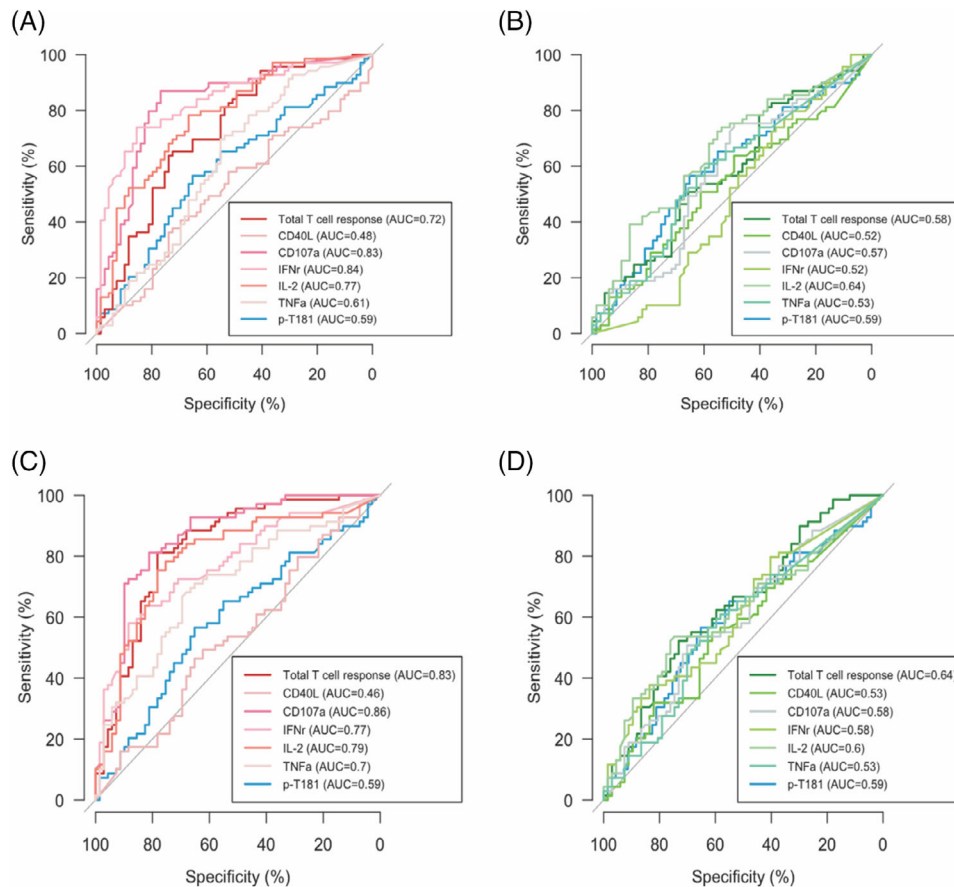 (A)
(B)
100
80
60
40
20
0
Sensitivity (%)
Total T cell response (AUC=0.72)
CD40L (AUC=0.48)
CD107a (AUC=0.83)
IFNr (AUC=0.84)
IL-2 (AUC=0.77)
TNFa (AUC=0.61)
p-T181 (AUC=0.59)
100 80 60 40 20 0
Specificity (%)
100
80
60
40
20
0
Sensitivity (%)
Total T cell response (AUC=0.58)
CD40L (AUC=0.52)
CD107a (AUC=0.57)
IFNr (AUC=0.52)
IL-2 (AUC=0.64)
TNFa (AUC=0.53)
p-T181 (AUC=0.59)
100 80 60 40 20 0
Specificity (%)
(C)
(D)
100
80
60
40
20
0
Sensitivity (%)
Total T cell response (AUC=0.83)
CD40L (AUC=0.46)
CD107a (AUC=0.86)
IFNr (AUC=0.77)
IL-2 (AUC=0.79)
TNFa (AUC=0.7)
p-T181 (AUC=0.59)
100 80 60 40 20 0
Specificity (%)
100
80
60
40
20
0
Sensitivity (%)
Total T cell response (AUC=0.64)
CD40L (AUC=0.53)
CD107a (AUC=0.58)
IFNr (AUC=0.58)
IL-2 (AUC=0.6)
TNFa (AUC=0.53)
p-T181 (AUC=0.59)
100 80 60 40 20 0
Specificity (%)